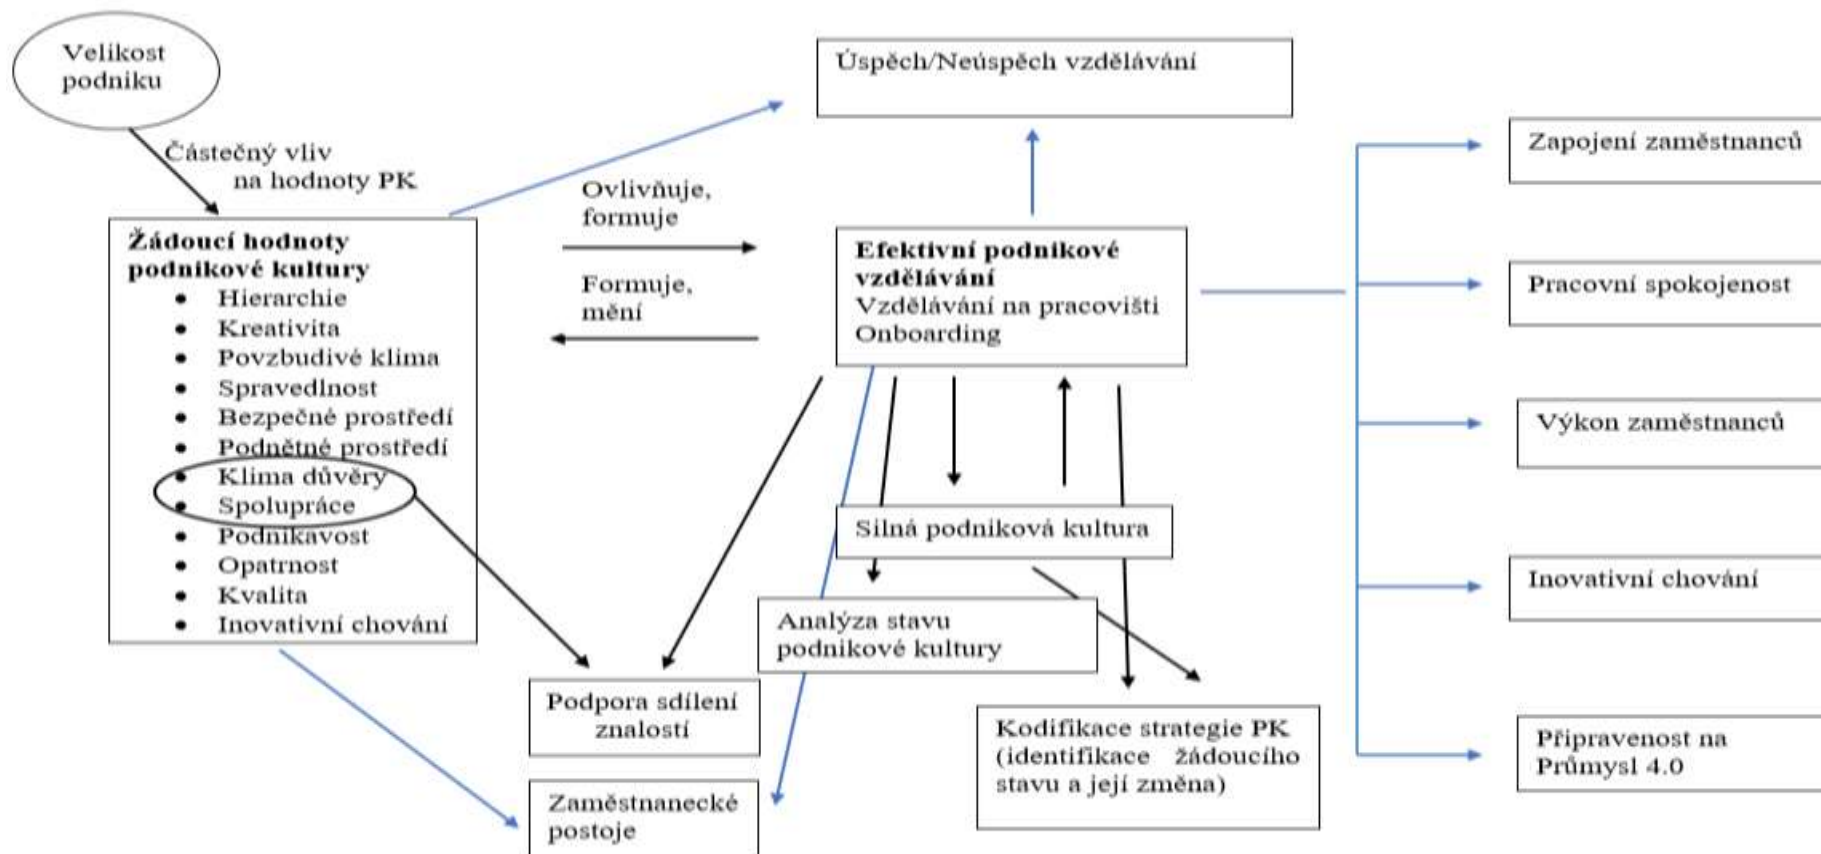 Velikost
podniku
Částečný vliv
na hodnoty PK
Úspěch/Neúspěch vzdělávání
Ovlivňuje,
formuje
Formuje,
mění
Žádoucí hodnoty
podnikové kultury
• Hierarchie
• Kreativita
• Povzbudivé klima
• Spravedlnost
• Bezpečné prostředí
• Podnětné prostředí
• Klima důvěry
• Spolupráce
• Podnikavost
• Opatrnost
• Kvalita
• Inovativní chování
Efektivní podnikové
vzdělávání
Vzdělávání na pracovišti
Onboarding
Silná podniková kultura
Analýza stavu
podnikové kultury
Podpora sdílení
znalostí
Zaměstnanecké
postoje
Kodifikace strategie PK
(identifikace žádoucího
stavu a její změna)
Zapojení zaměstnanců
Pracovní spokojenost
Výkon zaměstnanců
Inovativní chování
Připravenost na
Průmysl 4.0